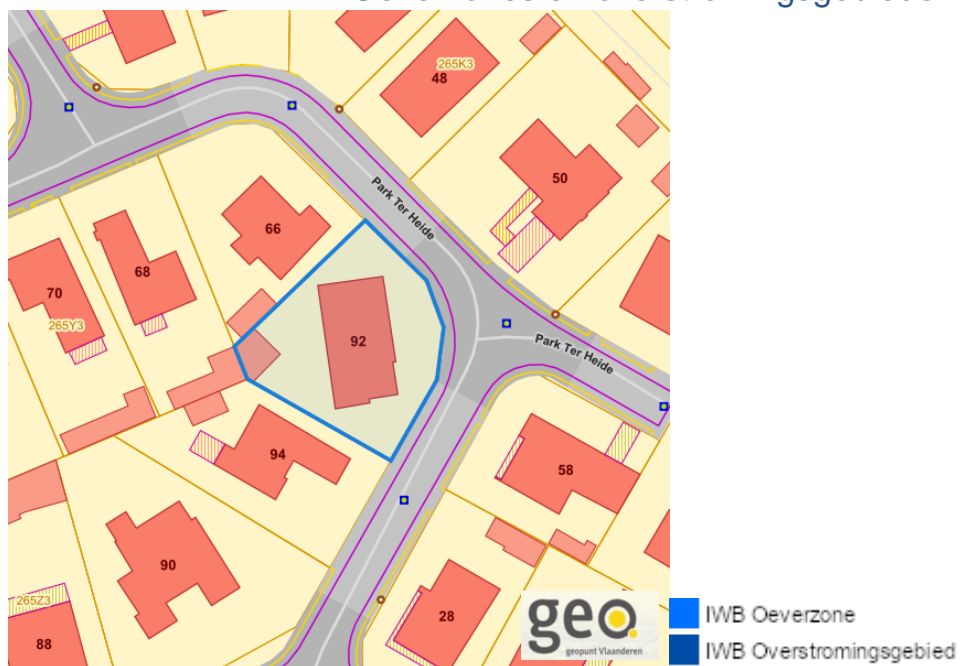 48
265K3
50
Park Ter Heide
66
68
70
265Y3
92
Park Ter Heide
94
58
90
265Z3
88
28
geo.
geopunt Vlaanderen
IWB Oeverzone
IWB Overstromingsgebied